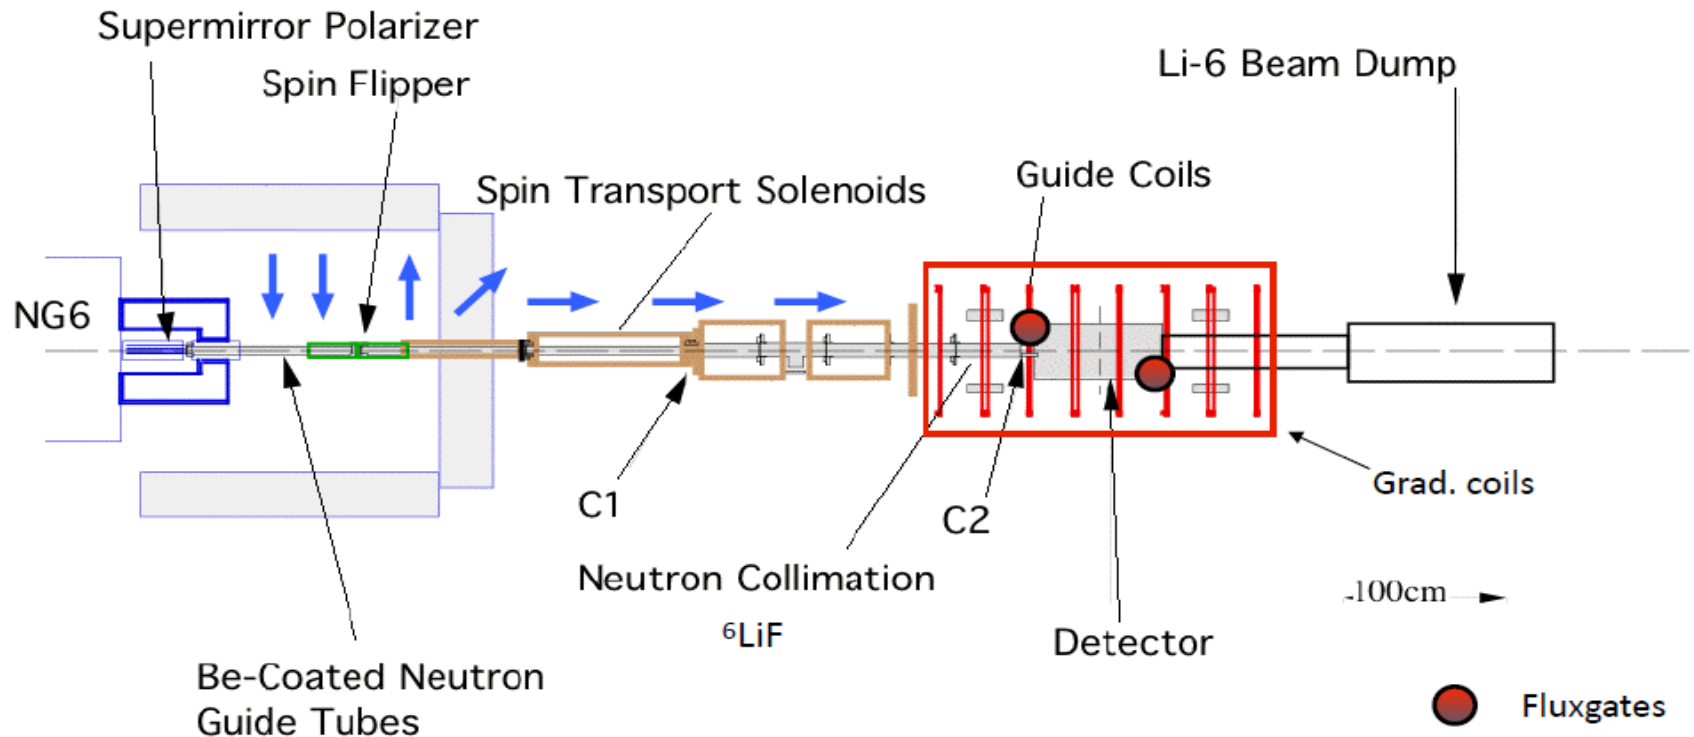 Supermirror Polarizer
Spin Flipper
Li-6 Beam Dump
Spin Transport Solenoids
Guide Coils
NG6
C1
C2
Grad. coils
Neutron Collimation
⁶LiF
100cm
Detector
Be-Coated Neutron
Guide Tubes
Fluxgates